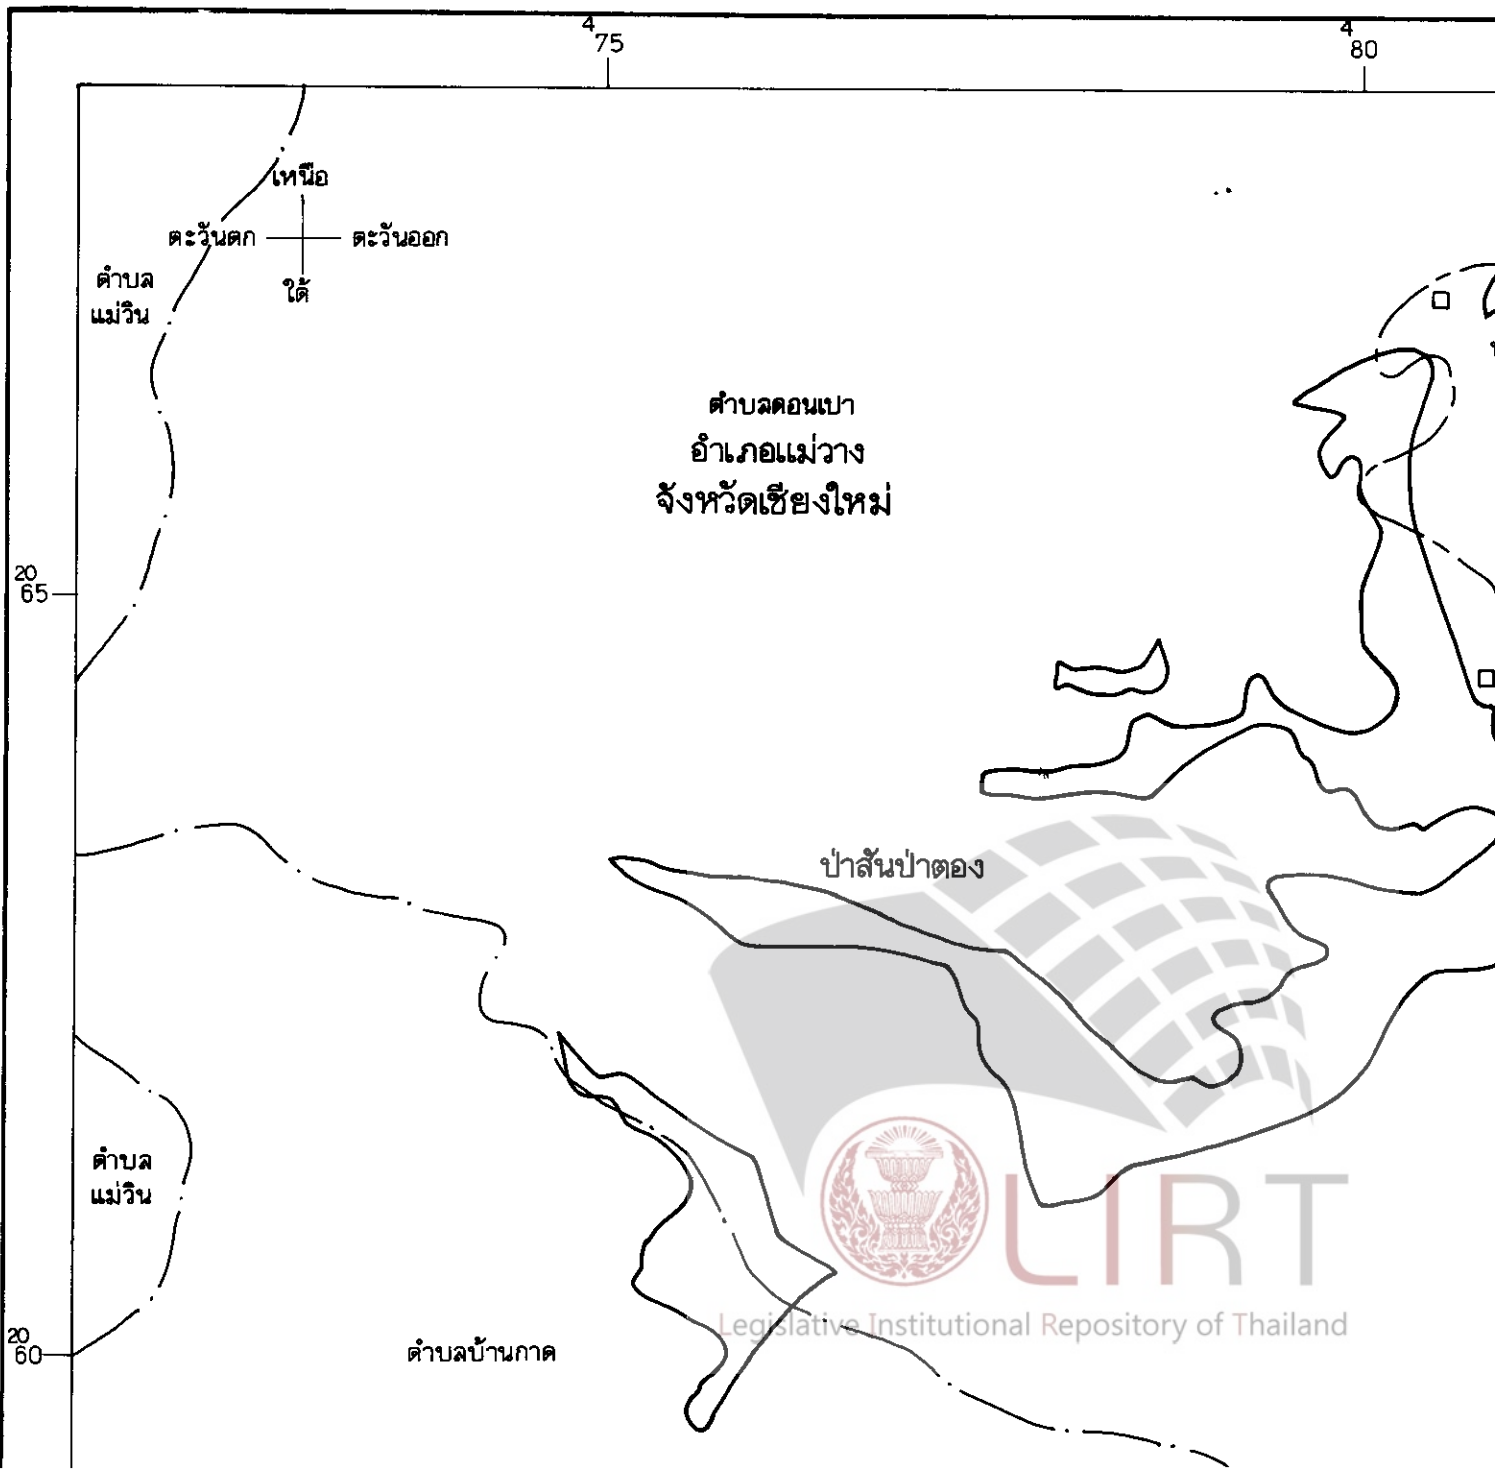 4
75
4
80
เหนือ
ตะวันตก
ตะวันออก
ใต้
ตำบล
แม่วิน
ตำบลดอนเปา
อำเภอแม่วาง
จังหวัดเชียงใหม่
20
65
ป่าสันป่าตอง
ตำบล
แม่วิน
LIRT
Legislative Institutional Repository of Thailand
20
60
ตำบลบ้านกาด